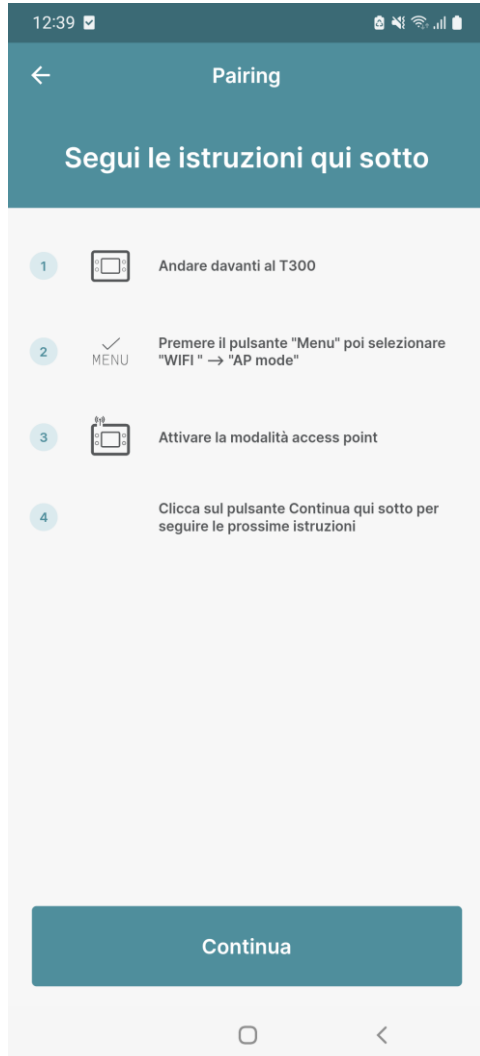 12:39
Pairing
Segui le istruzioni qui sotto
1
Andare davanti al T300
2
MENU
Premere il pulsante "Menu" poi selezionare
"WIFI " → "AP mode"
3
Attivare la modalità access point
4
Clicca sul pulsante Continua qui sotto per
seguire le prossime istruzioni
Continua